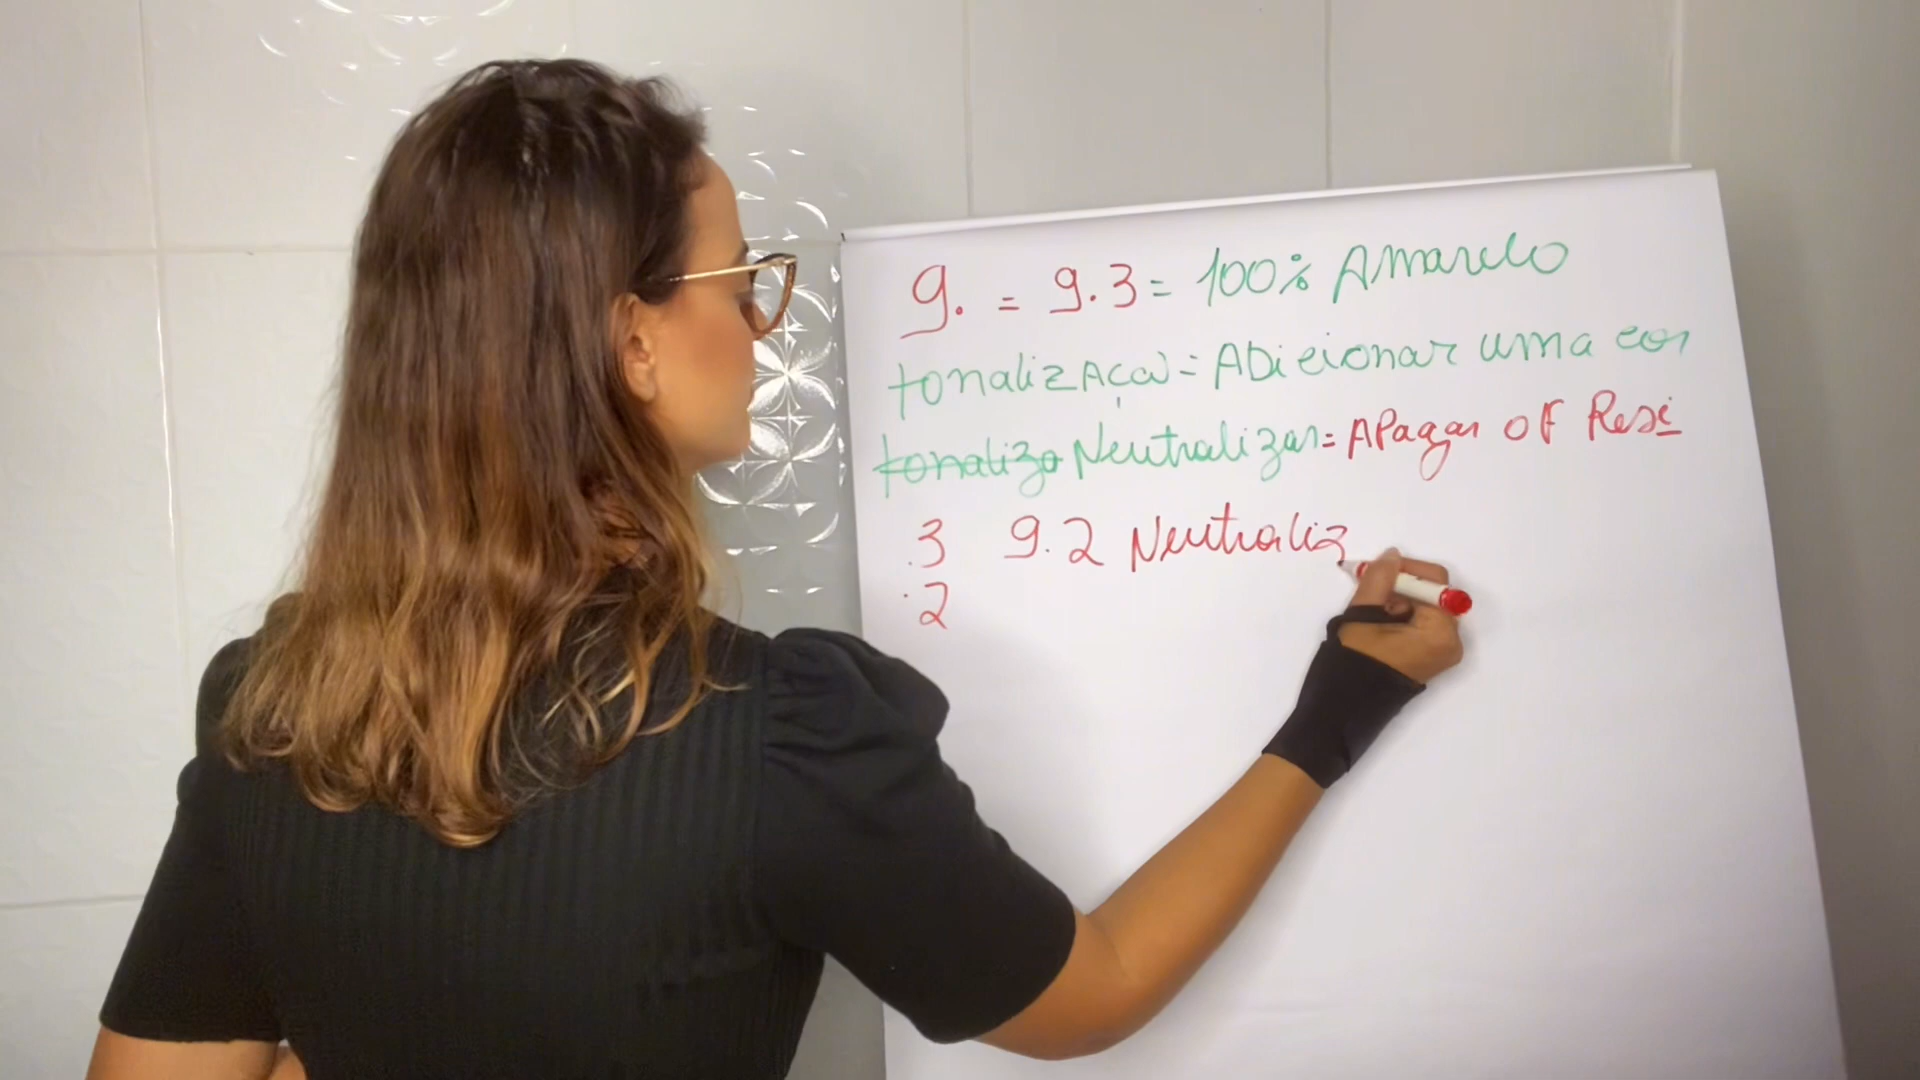 9. = 9.3 = 100% Amarelo
tonalização = Adicionar uma cor
tonalizo Neutralizar = APagar oF Resi
.3 9.2 Neutraliz
.2